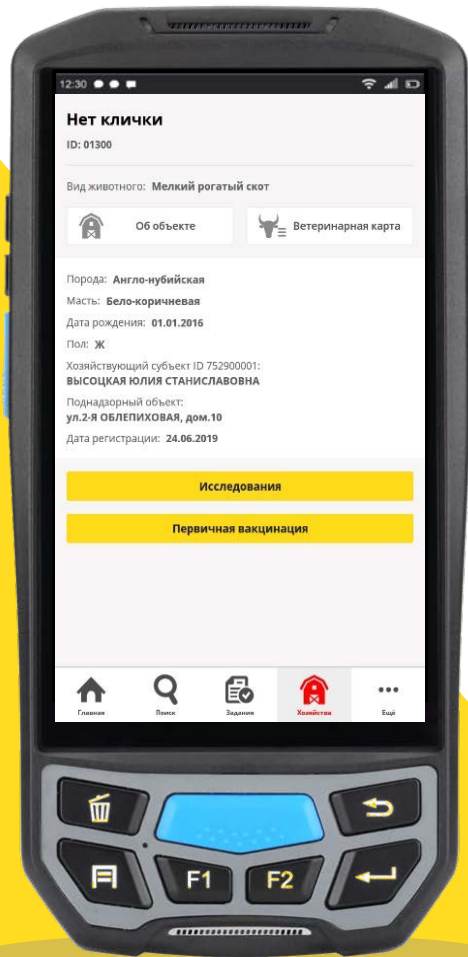 12:30
Нет клички
ID: 01300
Вид животного: Мелкий рогатый скот
Об объекте
Ветеринарная карта
Порода: Англо-нубийская
Масть: Бело-коричневая
Дата рождения: 01.01.2016
Пол: Ж
Хозяйствующий субъект ID 752900001:
ВЫСОЦКАЯ ЮЛИЯ СТАНИСЛАВОВНА
Поднадзорный объект:
ул.2-Я ОБЛЕПИХОВАЯ, дом.10
Дата регистрации: 24.06.2019
Исследования
Первичная вакцинация
Главная
Поиск
Задания
Хозяйства
Ещё
F1
F2